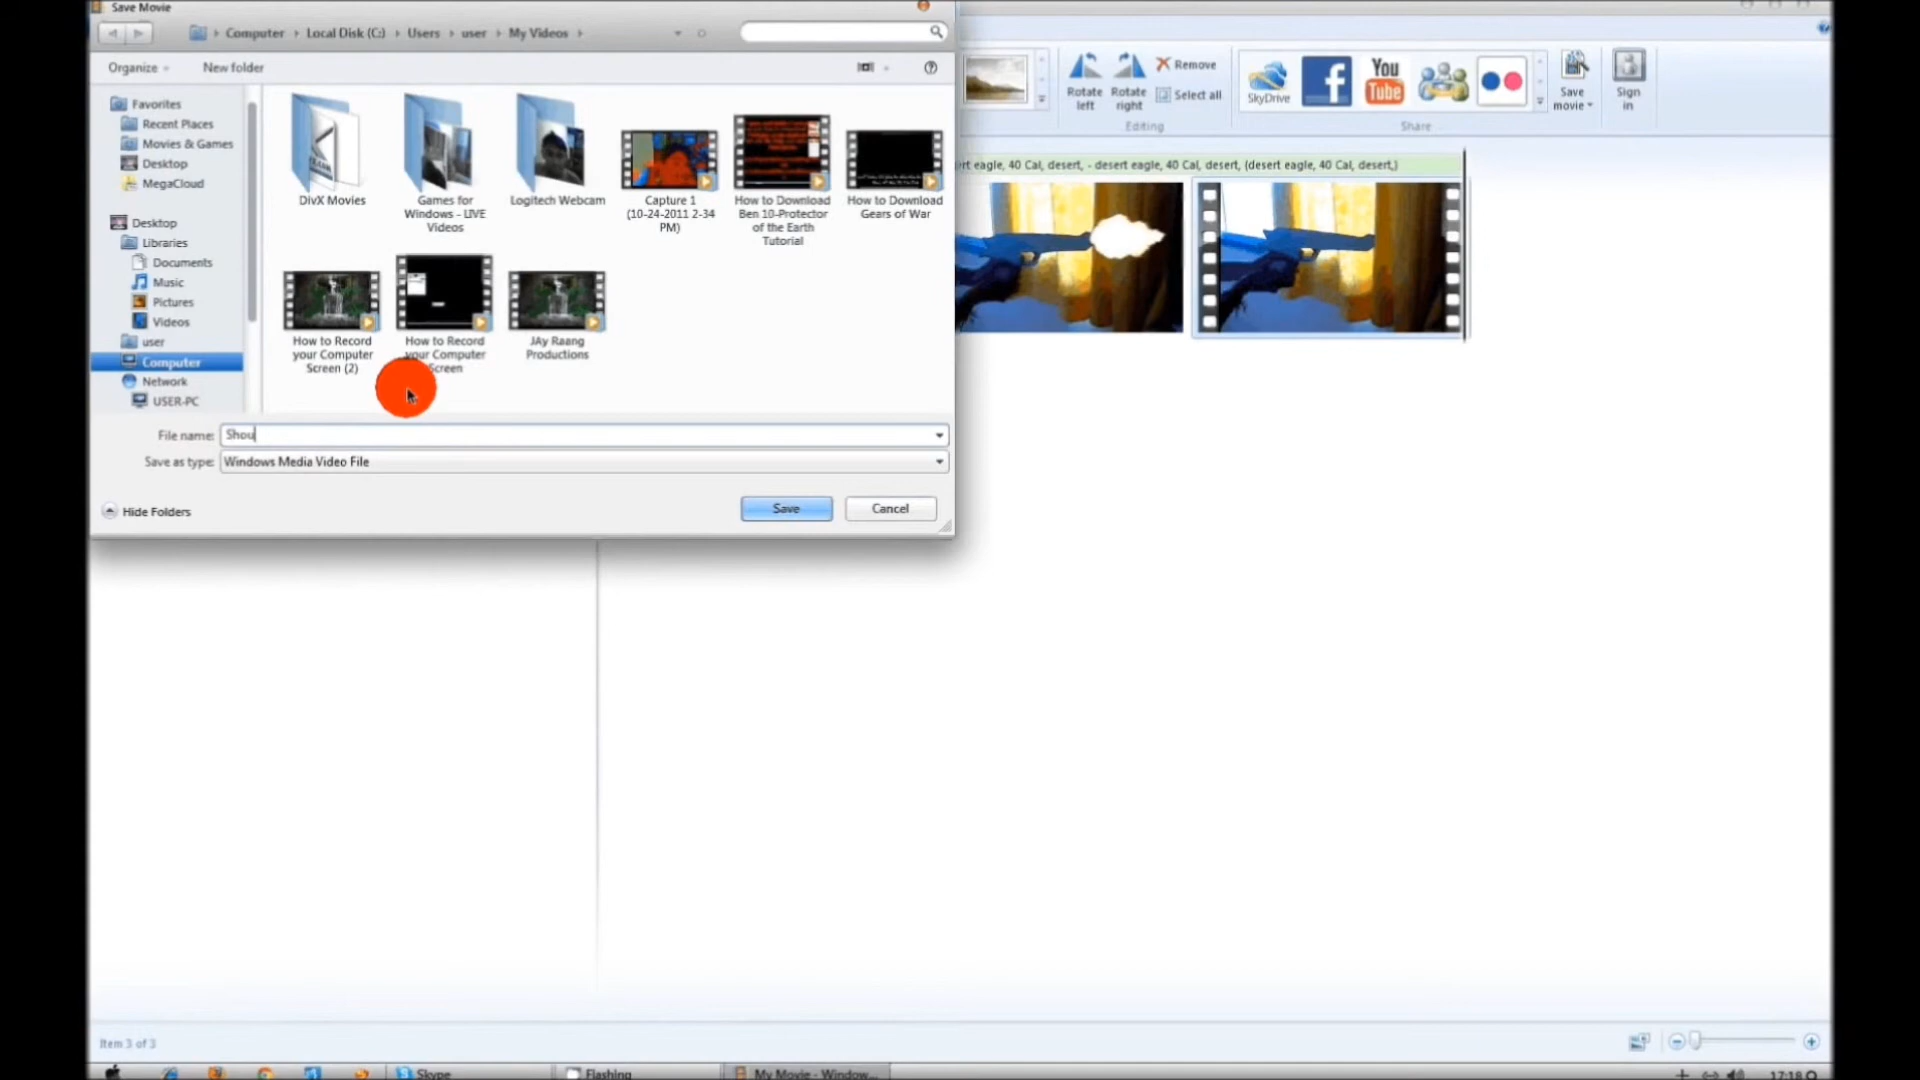 Save Movie
Computer
Local Disk (C:)
Users
user
My Videos
Organize
New folder
Favorites
Recent Places
Movies & Games
Desktop
MegaCloud
Desktop
Libraries
Documents
Music
Pictures
Videos
user
Computer
Network
USER-PC
DivX Movies
Games for
Windows - LIVE
Videos
Logitech Webcam
Capture 1
(10-24-2011 2-34
PM)
How to Download
Ben 10-Protector
of the Earth
Tutorial
How to Download
Gears of War
How to Record
your Computer
Screen (2)
How to Record
your Computer
Screen
JAy Raang
Productions
File name: Shou
Save as type: Windows Media Video File
Hide Folders
Save
Cancel
Rotate
left
Rotate
right
Remove
Select all
Editing
SkyDrive
You
Tube
Save
movie
Sign
in
Share
eagle, 40 Cal, desert, - desert eagle, 40 Cal, desert, (desert eagle, 40 Cal, desert,)
Item 3 of 3
Skype
Flashing
My Movie - Window...
17:18